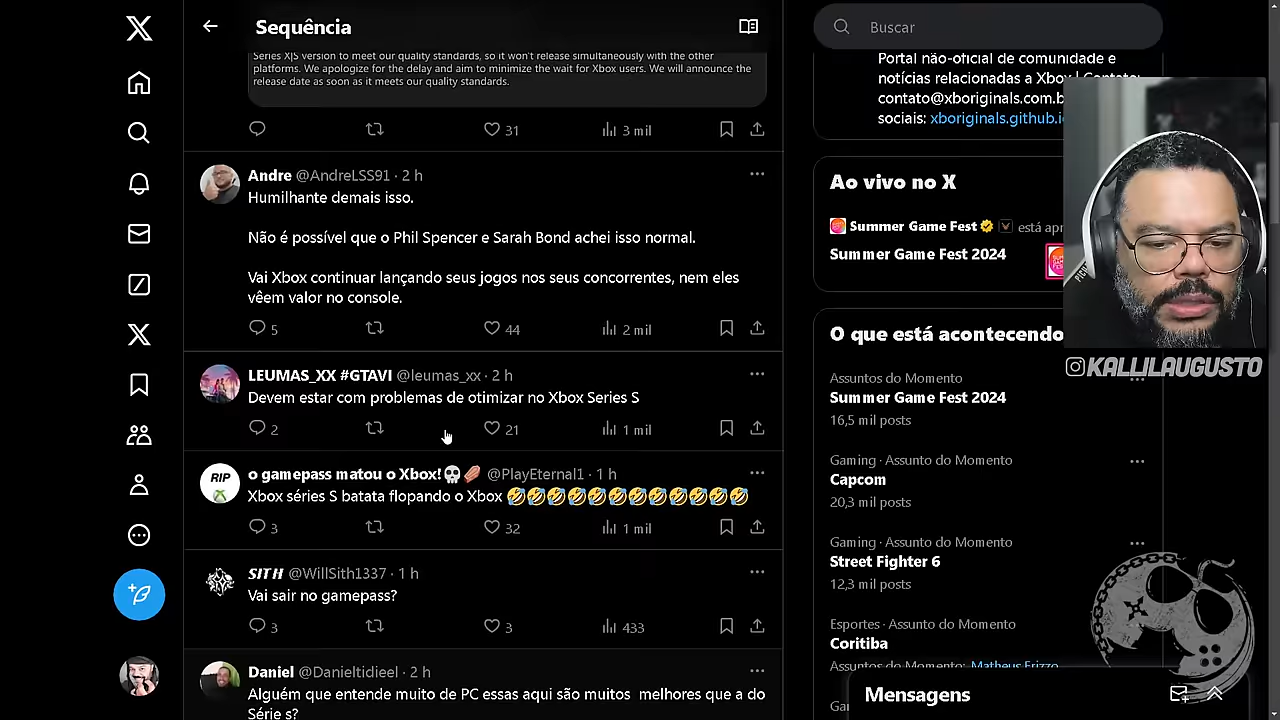 Sequência
Series X|S version to meet our quality standards, so it won't release simultaneously with the other
platforms. We apologize for the delay and aim to minimize the wait for Xbox users. We will announce the
release date as soon as it meets our quality standards.
31
3 mil
Andre @AndreLSS91 · 2 h
Humilhante demais isso.
Não é possível que o Phil Spencer e Sarah Bond achei isso normal.
Vai Xbox continuar lançando seus jogos nos seus concorrentes, nem eles
vêem valor no console.
5
44
2 mil
LEUMAS_XX #GTAVI @leumas_xx · 2 h
Devem estar com problemas de otimizar no Xbox Series S
2
21
1 mil
o gamepass matou o Xbox!💀⚰️ @PlayEternal1 · 1 h
RIP
Xbox séries S batata flopando o Xbox 🤣🤣🤣🤣🤣🤣🤣🤣🤣🤣🤣🤣
3
32
1 mil
SITH @WillSith1337 · 1 h
Vai sair no gamepass?
3
3
433
Daniel @Danieltidieel · 2 h
Alguém que entende muito de PC essas aqui são muitos melhores que a do
Série s?
Buscar
Portal não-oficial de comunidade e
notícias relacionadas a Xbox | Contato:
contato@xboriginals.com.b
sociais: xboriginals.github.i
Ao vivo no X
Summer Game Fest está apr
Summer Game Fest 2024
O que está acontecendo
KALLILAUGUSTO
Assuntos do Momento
Summer Game Fest 2024
16,5 mil posts
Gaming · Assunto do Momento
Capcom
20,3 mil posts
Gaming · Assunto do Momento
Street Fighter 6
12,3 mil posts
Esportes · Assunto do Momento
Coritiba
Assuntos do Momento: Matheus Frizzo
Gai
Mensagens